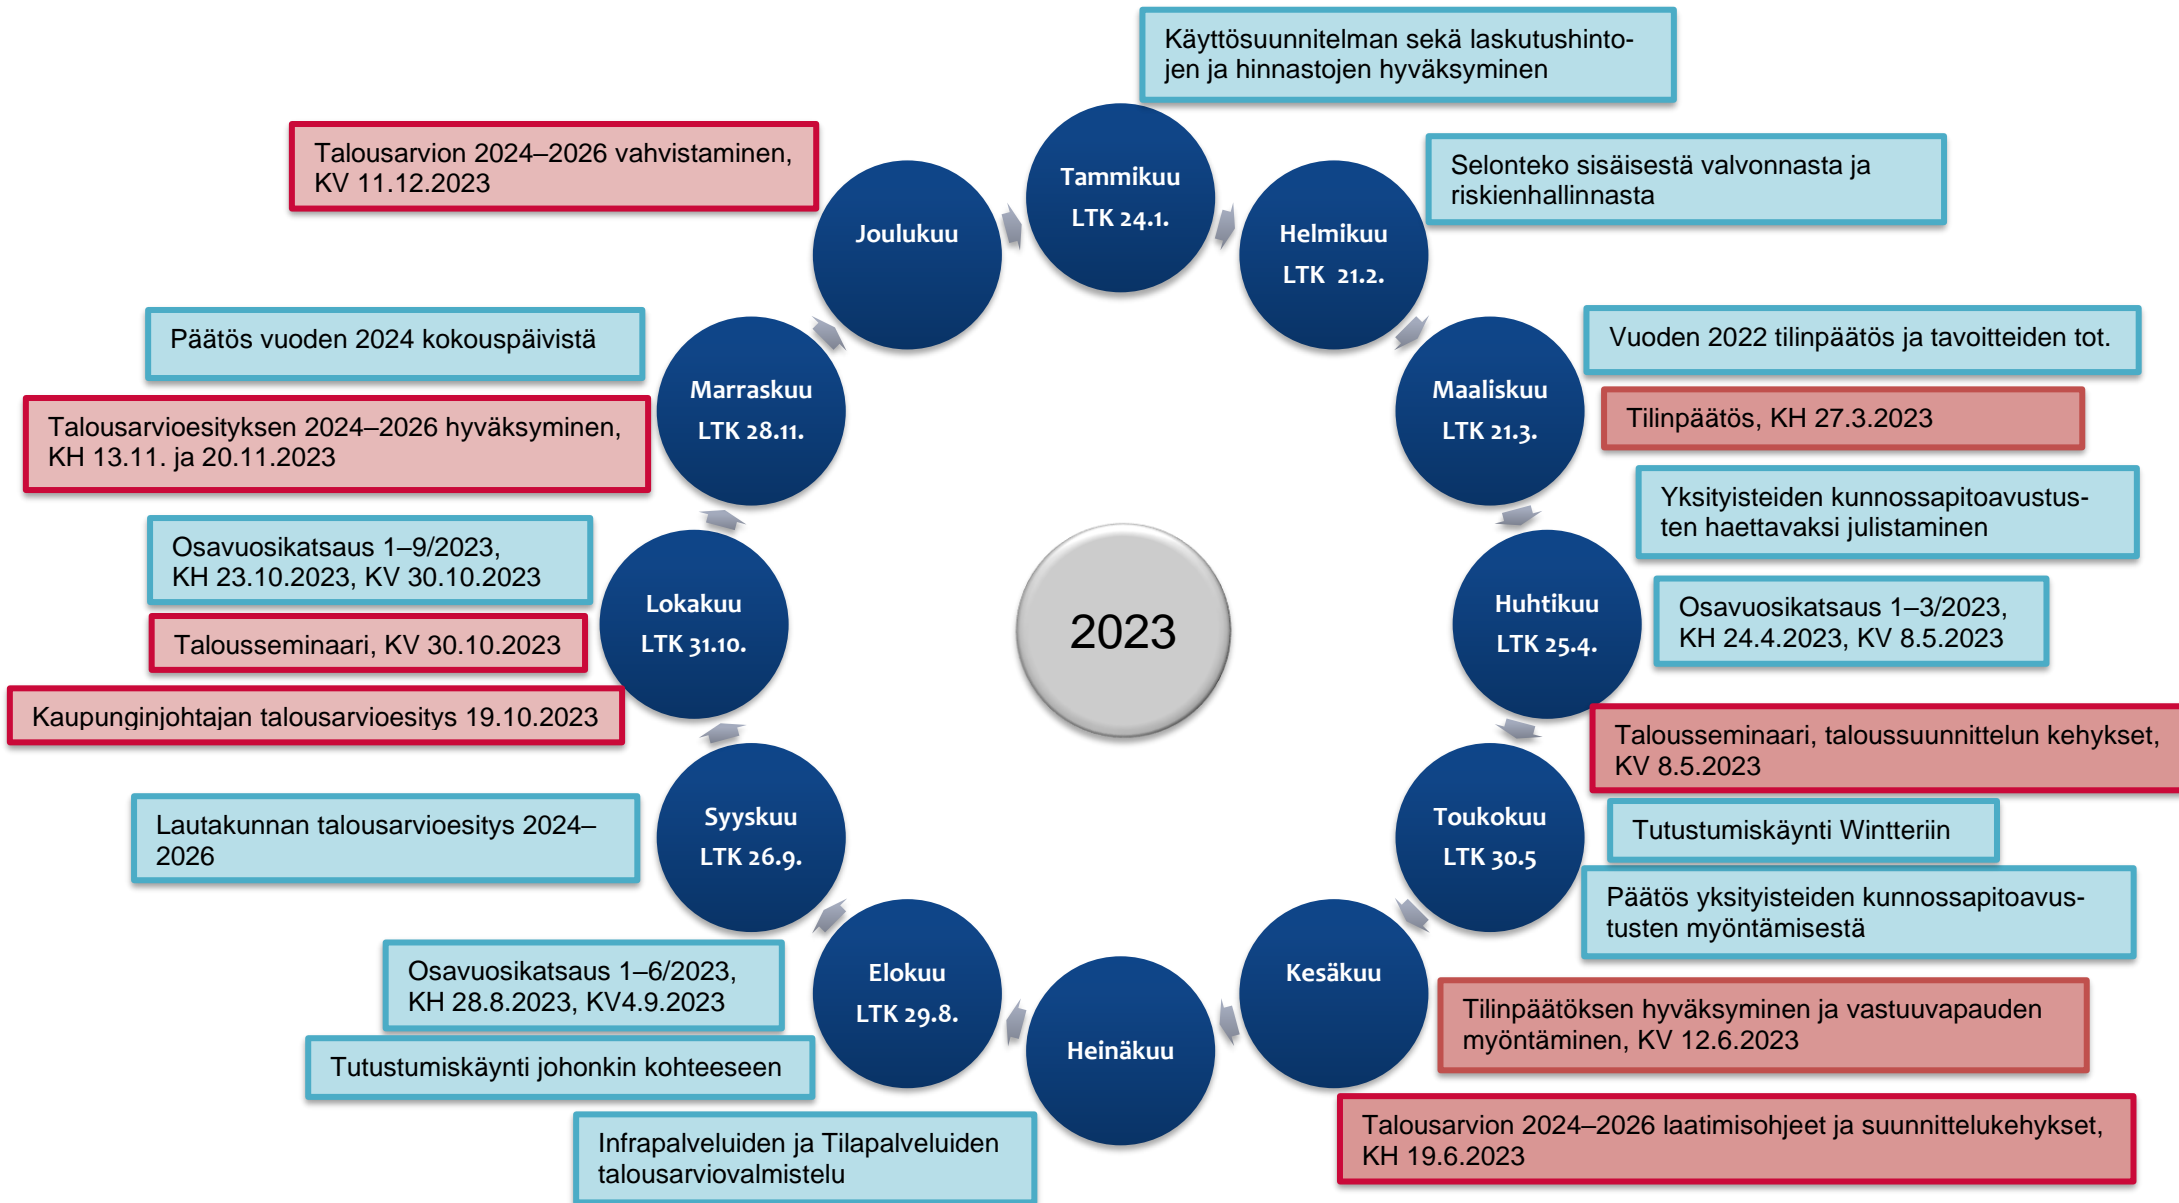 Käyttösuunnitelman sekä laskutushinto-
jen ja hinnastojen hyväksyminen
Tammikuu
LTK 24.1.
Selonteko sisäisestä valvonnasta ja
riskienhallinnasta
Helmikuu
LTK 21.2.
Vuoden 2022 tilinpäätös ja tavoitteiden tot.
Tilinpäätös, KH 27.3.2023
Maaliskuu
LTK 21.3.
Yksityisteiden kunnossapitoavustus-
ten haettavaksi julistaminen
Osavuosikatsaus 1–3/2023,
KH 24.4.2023, KV 8.5.2023
Huhtikuu
LTK 25.4.
Talousseminaari, taloussuunnittelun kehykset,
KV 8.5.2023
Tutustumiskäynti Wintteriin
Päätös yksityisteiden kunnossapitoavus-
tusten myöntämisestä
Toukokuu
LTK 30.5
Kesäkuu
Tilinpäätöksen hyväksyminen ja vastuuvapauden
myöntäminen, KV 12.6.2023
Talousarvion 2024–2026 laatimisohjeet ja suunnittelukehykset,
KH 19.6.2023
Heinäkuu
Infrapalveluiden ja Tilapalveluiden
talousarviovalmistelu
Elokuu
LTK 29.8.
Osavuosikatsaus 1–6/2023,
KH 28.8.2023, KV4.9.2023
Tutustumiskäynti johonkin kohteeseen
Syyskuu
LTK 26.9.
Lautakunnan talousarvioesitys 2024–
2026
Lokakuu
LTK 31.10.
Osavuosikatsaus 1–9/2023,
KH 23.10.2023, KV 30.10.2023
Talousseminaari, KV 30.10.2023
Kaupunginjohtajan talousarvioesitys 19.10.2023
Marraskuu
LTK 28.11.
Päätös vuoden 2024 kokouspäivistä
Talousarvioesityksen 2024–2026 hyväksyminen,
KH 13.11. ja 20.11.2023
Joulukuu
Talousarvion 2024–2026 vahvistaminen,
KV 11.12.2023
2023